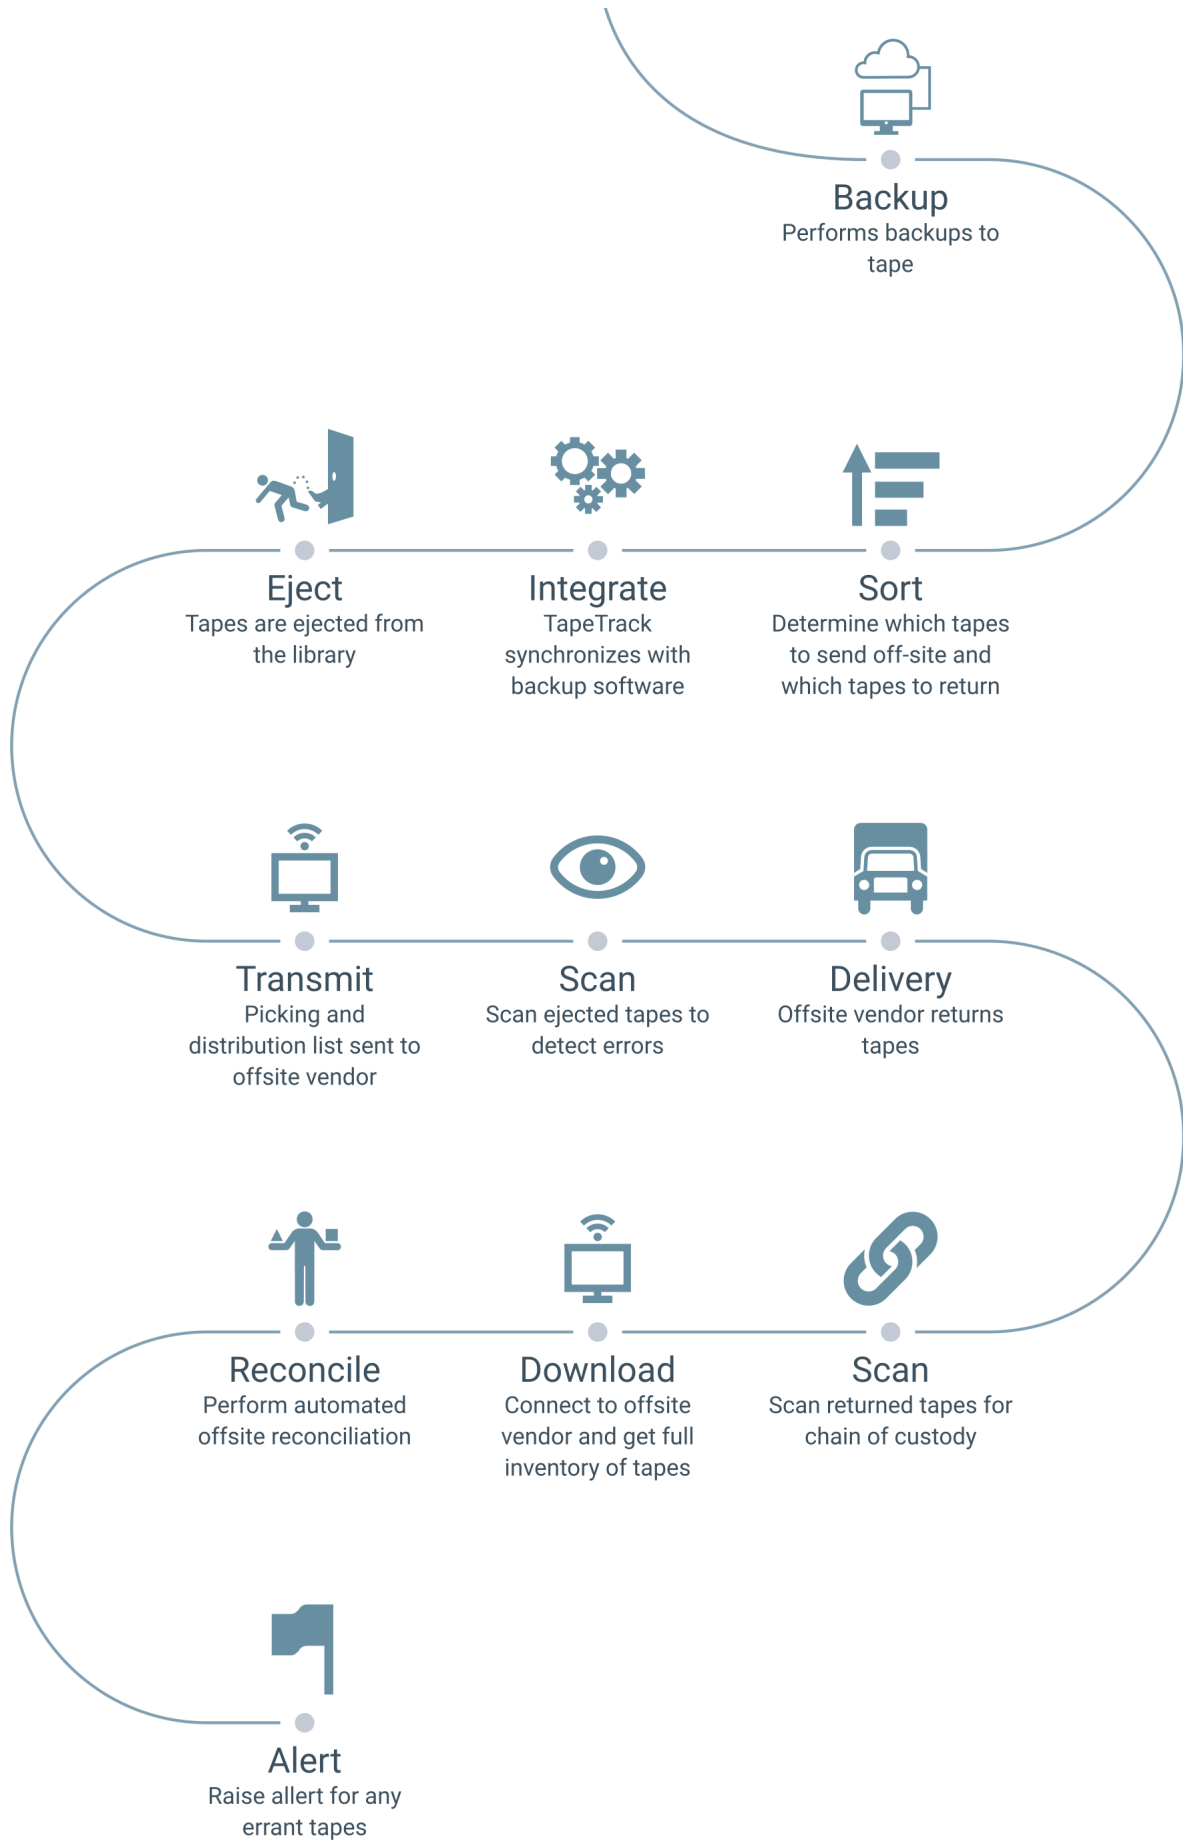 Backup
Performs backups to
tape
Sort
Determine which tapes
to send off-site and
which tapes to return
Integrate
TapeTrack
synchronizes with
backup software
Eject
Tapes are ejected from
the library
Transmit
Picking and
distribution list sent to
offsite vendor
Scan
Scan ejected tapes to
detect errors
Delivery
Offsite vendor returns
tapes
Scan
Scan returned tapes for
chain of custody
Download
Connect to offsite
vendor and get full
inventory of tapes
Reconcile
Perform automated
offsite reconciliation
Alert
Raise allert for any
errant tapes